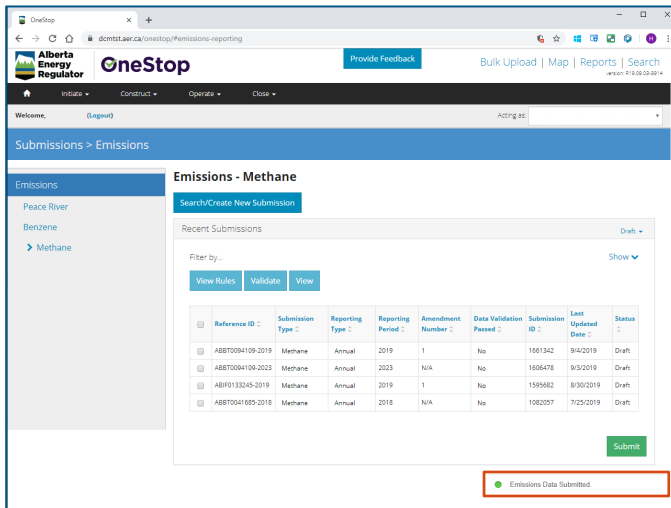 OneStop
dcmtst.aer.ca/onestop/#emissions-reporting
Alberta
Energy
Regulator
OneStop
Provide Feedback
Bulk Upload | Map | Reports | Search
version: R19.09.03-3914
Initiate
Construct
Operate
Close
Welcome, (Logout)
Acting as:
Submissions > Emissions
Emissions
Peace River
Benzene
Methane
Emissions - Methane
Search/Create New Submission
Recent Submissions
Draft
Filter by...
Show
View Rules Validate View
Reference ID Submission Type Reporting Type Reporting Period Amendment Number Data Validation Passed Submission ID Last Updated Date Status
ABBT0094109-2019 Methane Annual 2019 1 No 1661342 9/4/2019 Draft
ABBT0094109-2023 Methane Annual 2023 N/A No 1606478 9/3/2019 Draft
ABIF0133245-2019 Methane Annual 2019 1 No 1595682 8/30/2019 Draft
ABBT0041685-2018 Methane Annual 2018 N/A No 1082057 7/25/2019 Draft
Submit
Emissions Data Submitted